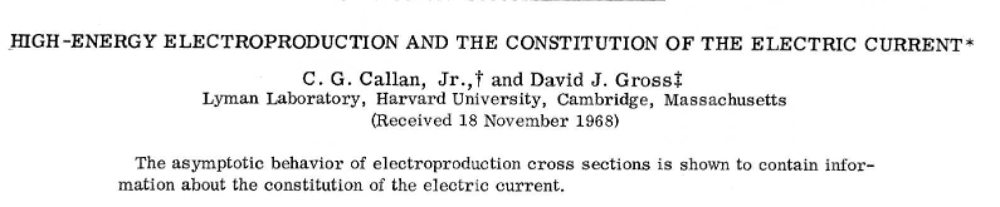 HIGH-ENERGY ELECTROPRODUCTION AND THE CONSTITUTION OF THE ELECTRIC CURRENT*
C. G. Callan, Jr.,† and David J. Gross‡
Lyman Laboratory, Harvard University, Cambridge, Massachusetts
(Received 18 November 1968)
The asymptotic behavior of electroproduction cross sections is shown to contain infor-
mation about the constitution of the electric current.